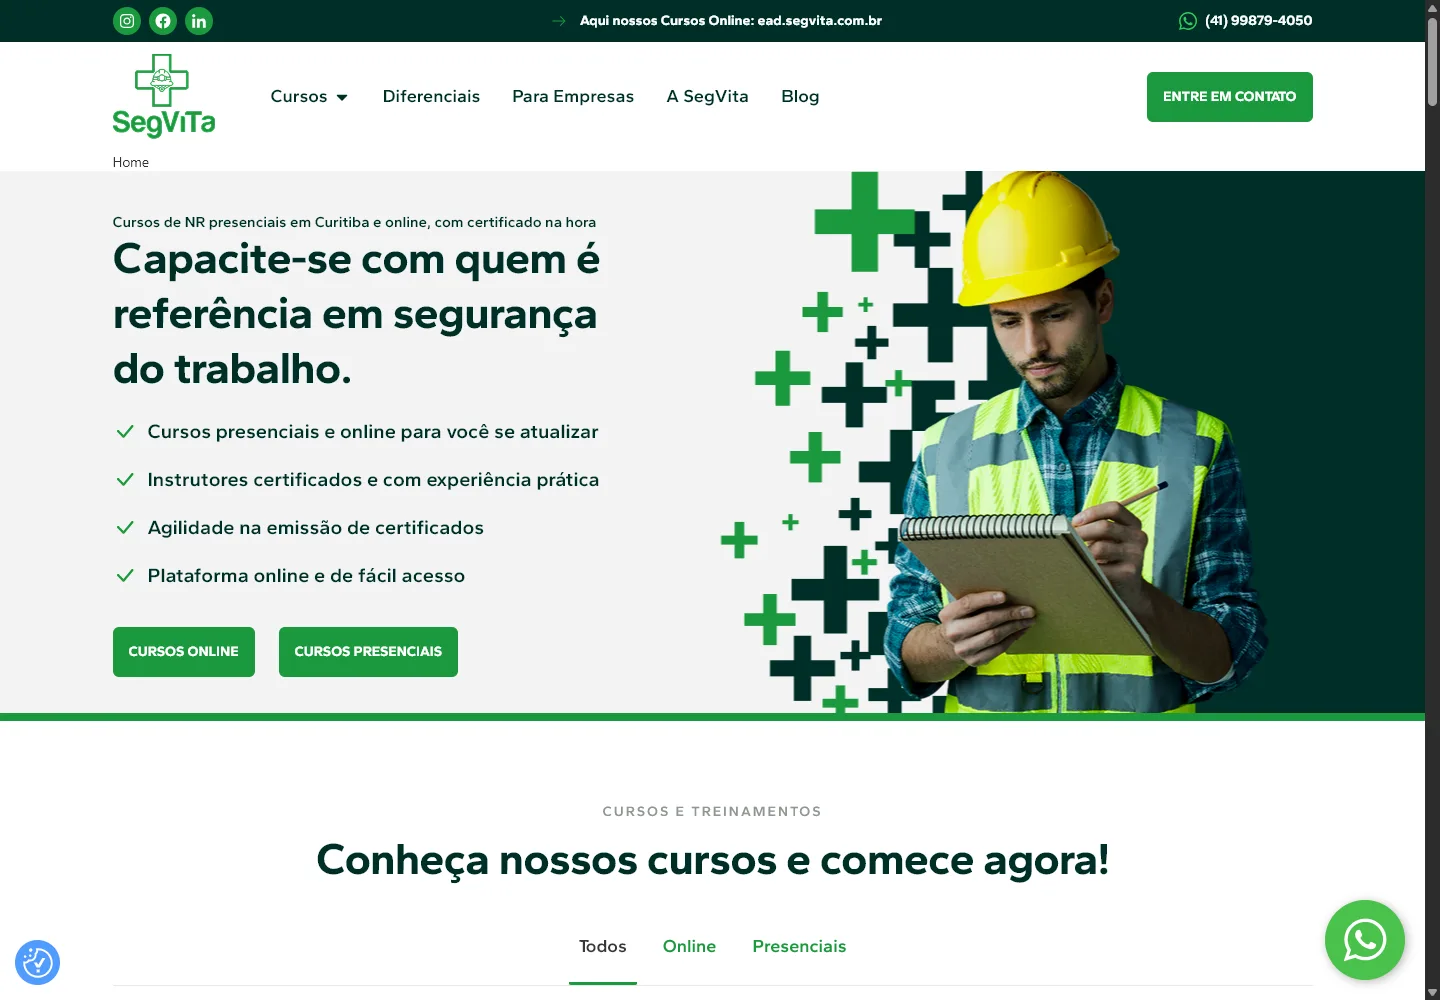 Aqui nossos Cursos Online: ead.segvita.com.br
(41) 99879-4050
SegViTa
Cursos
Diferenciais
Para Empresas
A SegVita
Blog
ENTRE EM CONTATO
Home
Cursos de NR presenciais em Curitiba e online, com certificado na hora
Capacite-se com quem é
referência em segurança
do trabalho.
Cursos presenciais e online para você se atualizar
Instrutores certificados e com experiência prática
Agilidade na emissão de certificados
Plataforma online e de fácil acesso
CURSOS ONLINE
CURSOS PRESENCIAIS
CURSOS E TREINAMENTOS
Conheça nossos cursos e comece agora!
Todos
Online
Presenciais